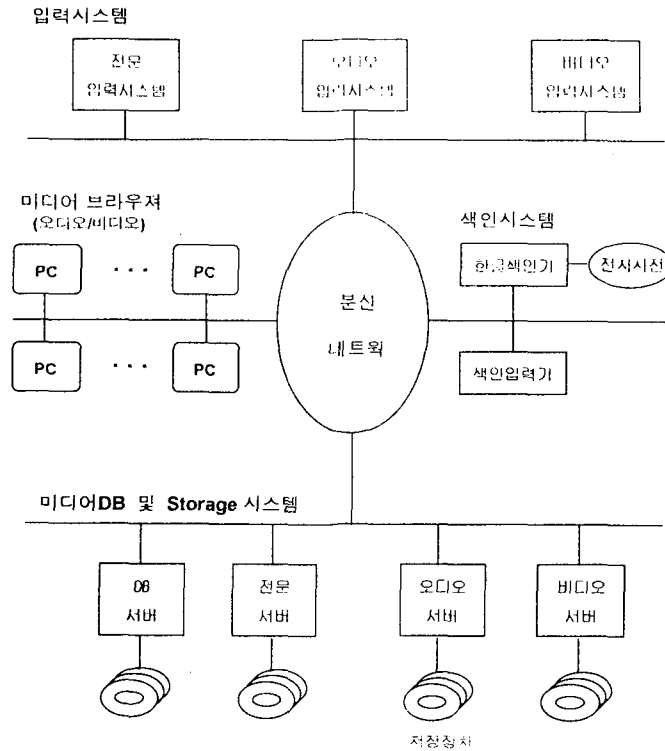 입력시스템
전문
입력시스템
오디오
입력시스템
비디오
입력시스템
미디어 브라우져
(오디오/비디오)
PC
. . .
PC
PC
. . .
PC
분산
네트웍
색인시스템
한글색인기
전자사전
색인입력기
미디어DB 및 Storage 시스템
DB
서버
전문
서버
오디오
서버
비디오
서버
저장장치